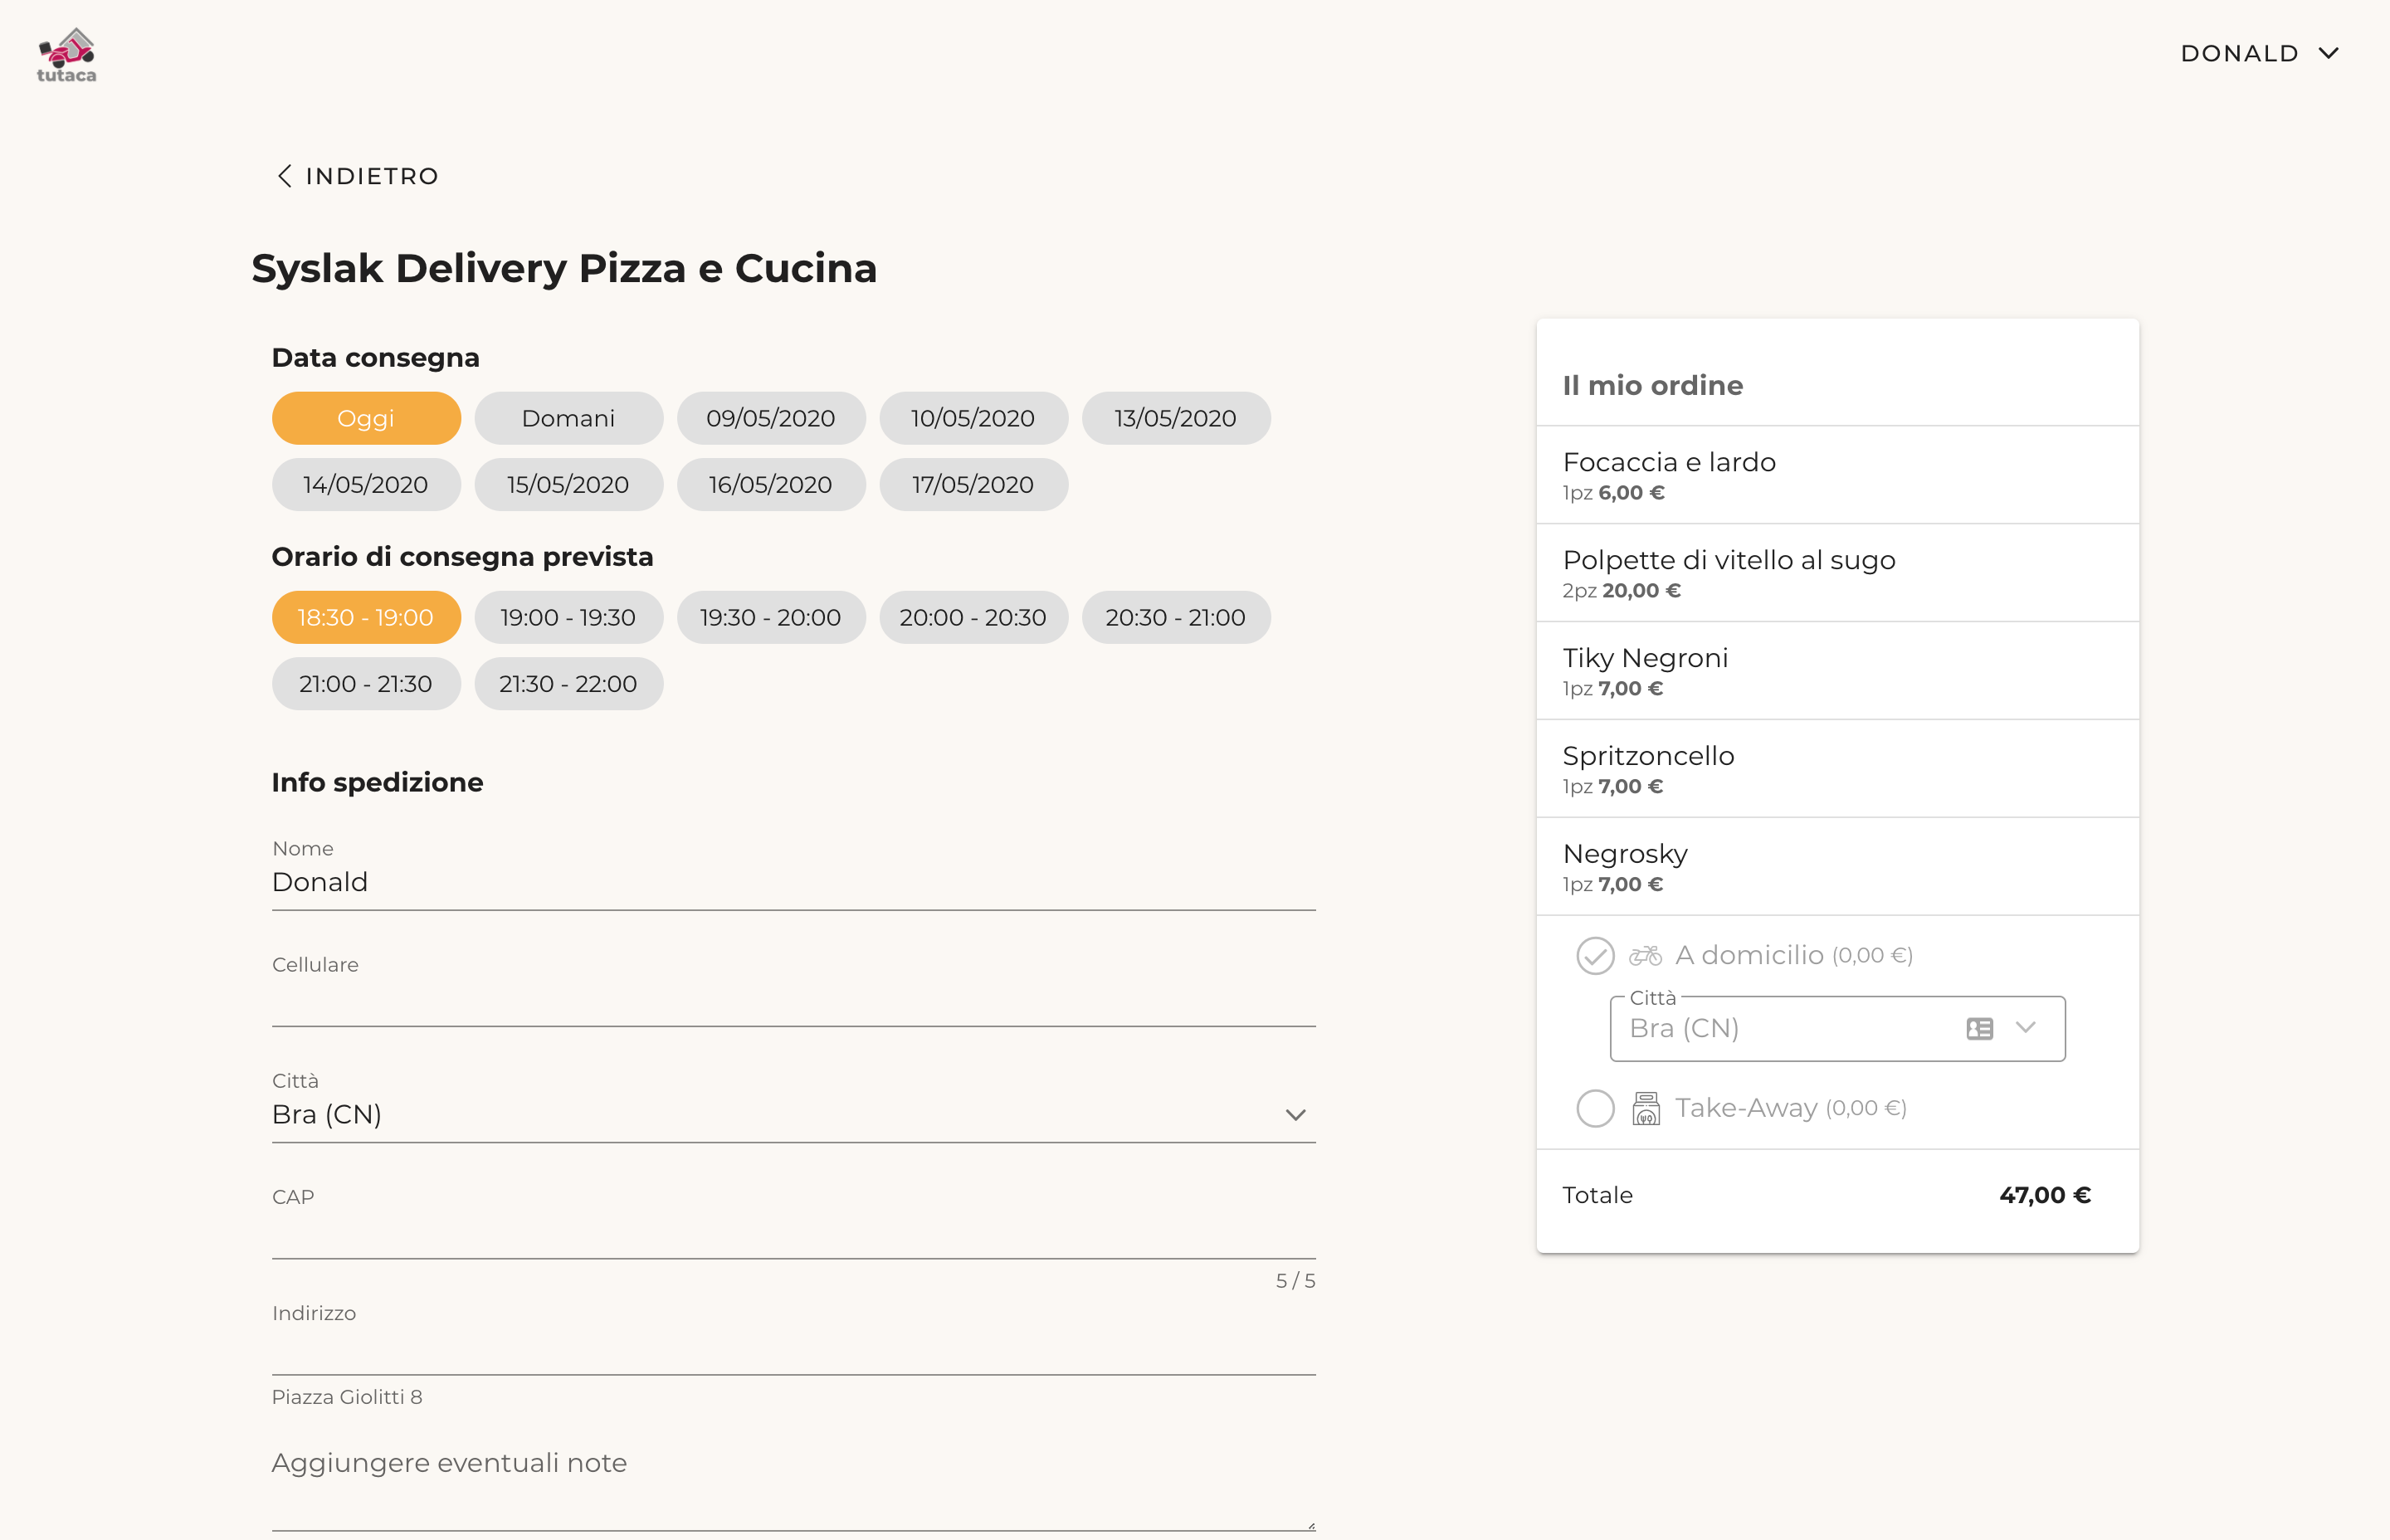 tutaca
DONALD
INDIETRO
Syslak Delivery Pizza e Cucina
Data consegna
Oggi
Domani
09/05/2020
10/05/2020
13/05/2020
14/05/2020
15/05/2020
16/05/2020
17/05/2020
Orario di consegna prevista
18:30 - 19:00
19:00 - 19:30
19:30 - 20:00
20:00 - 20:30
20:30 - 21:00
21:00 - 21:30
21:30 - 22:00
Info spedizione
Nome
Donald
Cellulare
Città
Bra (CN)
CAP
5 / 5
Indirizzo
Piazza Giolitti 8
Aggiungere eventuali note
Il mio ordine
Focaccia e lardo
1pz 6,00 €
Polpette di vitello al sugo
2pz 20,00 €
Tiky Negroni
1pz 7,00 €
Spritzoncello
1pz 7,00 €
Negrosky
1pz 7,00 €
A domicilio (0,00 €)
Città
Bra (CN)
Take-Away (0,00 €)
Totale 47,00 €